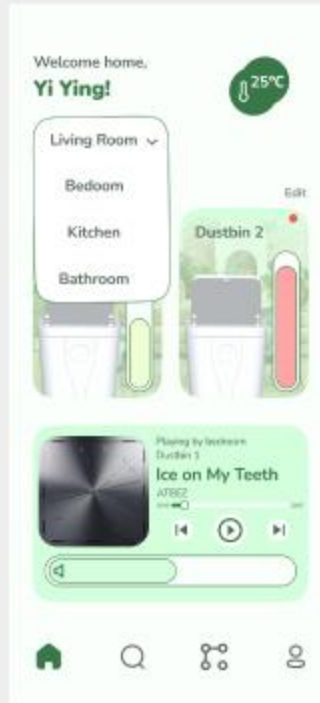 Welcome home,
Yi Ying!
25°C
Living Room
Bedoom
Kitchen
Bathroom
Edit
Dustbin 2
Playing by bedroom
Dustbin 1
Ice on My Teeth
ATEEZ